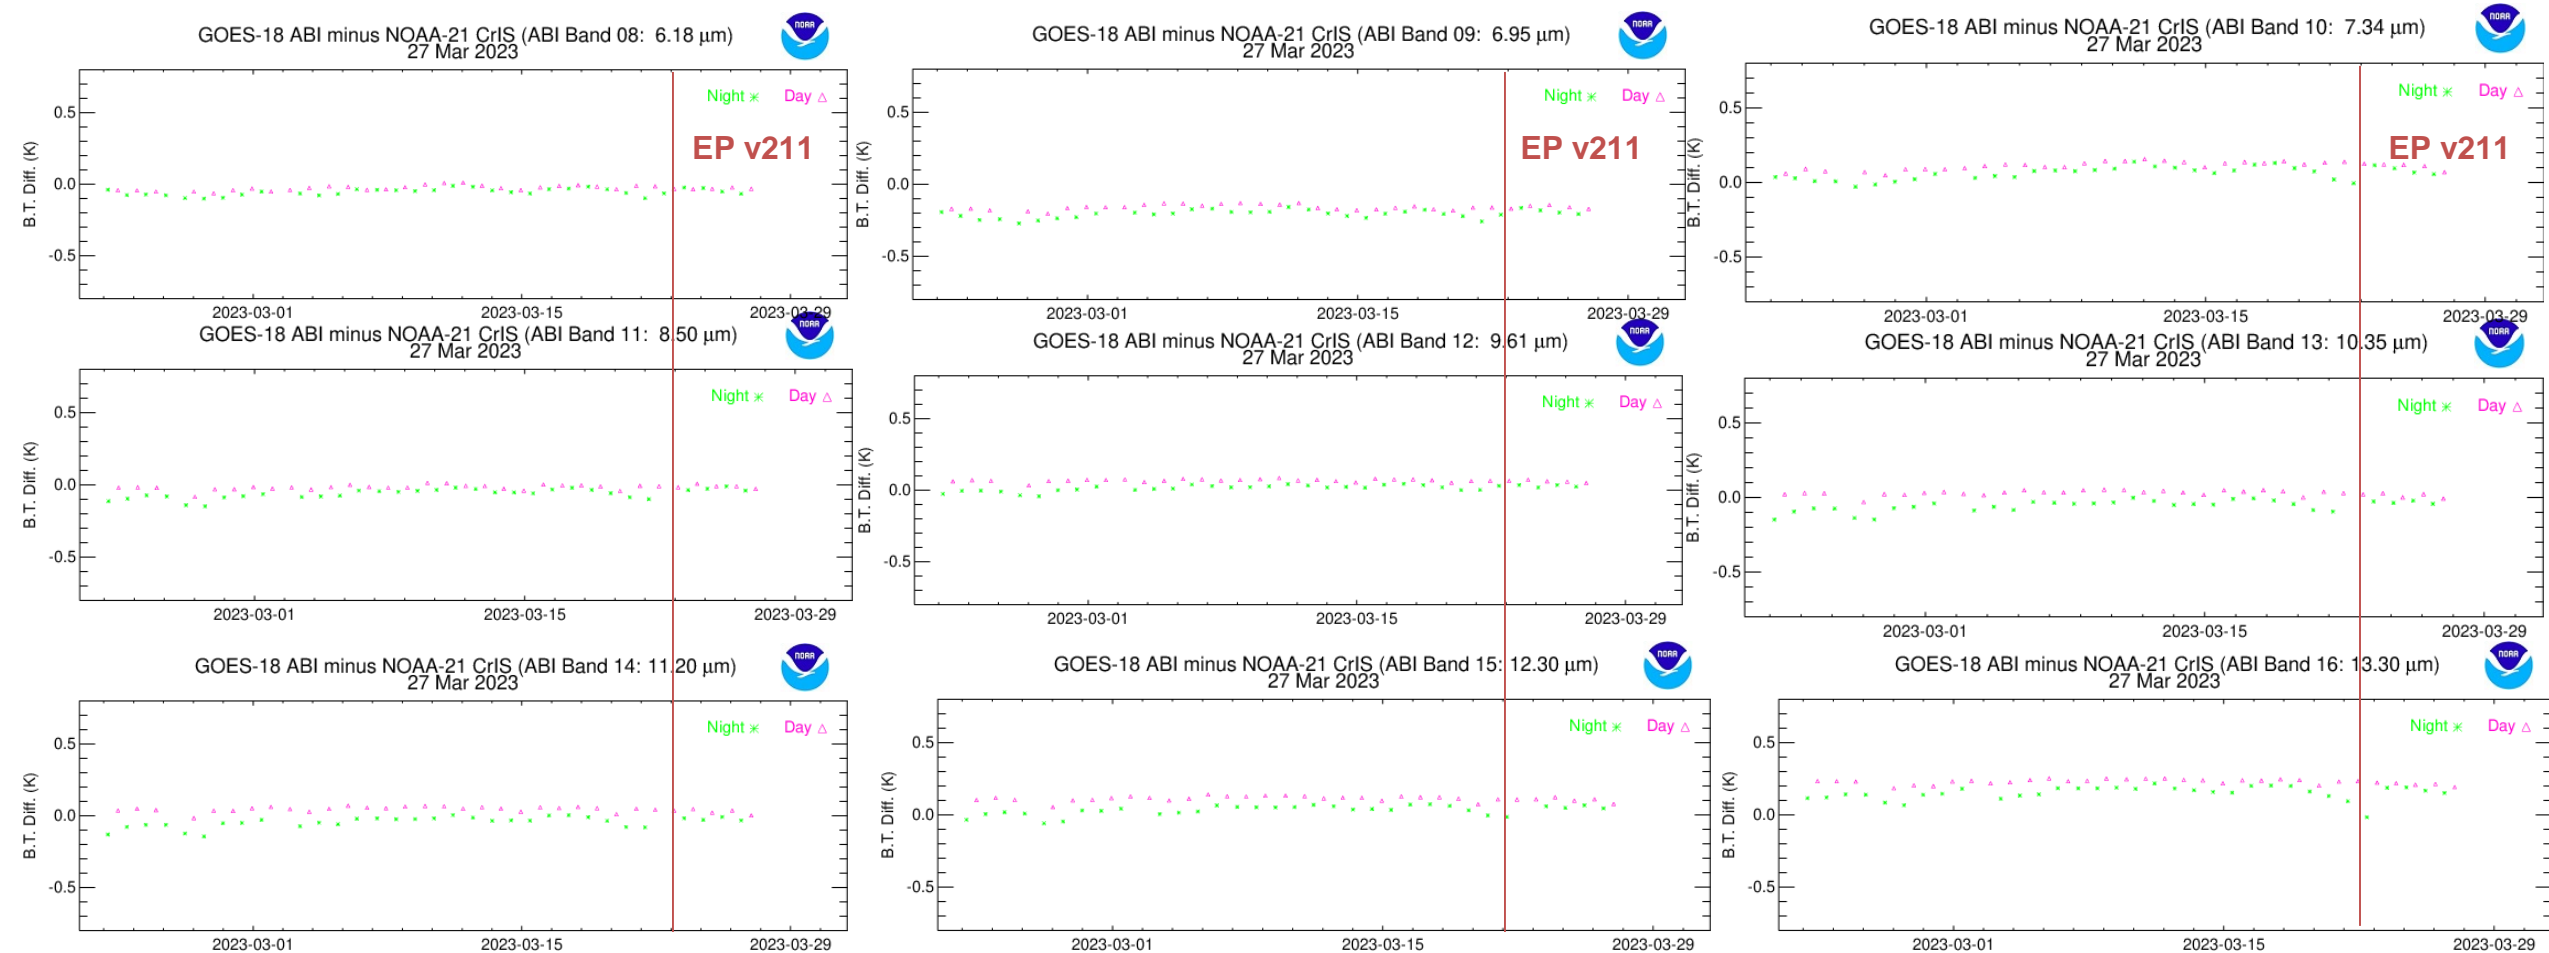 GOES-18 ABI minus NOAA-21 CrIS (ABI Band 08: 6.18 μm)
27 Mar 2023
NOAA
Night Day
EP v211
B.T. Diff. (K)
0.5
0.0
-0.5
2023-03-01 2023-03-15 2023-03-29
GOES-18 ABI minus NOAA-21 CrIS (ABI Band 09: 6.95 μm)
27 Mar 2023
NOAA
Night Day
EP v211
B.T. Diff. (K)
0.5
0.0
-0.5
2023-03-01 2023-03-15 2023-03-29
GOES-18 ABI minus NOAA-21 CrIS (ABI Band 10: 7.34 μm)
27 Mar 2023
NOAA
Night Day
EP v211
B.T. Diff. (K)
0.5
0.0
-0.5
2023-03-01 2023-03-15 2023-03-29
GOES-18 ABI minus NOAA-21 CrIS (ABI Band 11: 8.50 μm)
27 Mar 2023
NOAA
Night Day
B.T. Diff. (K)
0.5
0.0
-0.5
2023-03-01 2023-03-15 2023-03-29
GOES-18 ABI minus NOAA-21 CrIS (ABI Band 12: 9.61 μm)
27 Mar 2023
NOAA
Night Day
B.T. Diff. (K)
0.5
0.0
-0.5
2023-03-01 2023-03-15 2023-03-29
GOES-18 ABI minus NOAA-21 CrIS (ABI Band 13: 10.35 μm)
27 Mar 2023
NOAA
Night Day
B.T. Diff. (K)
0.5
0.0
-0.5
2023-03-01 2023-03-15 2023-03-29
GOES-18 ABI minus NOAA-21 CrIS (ABI Band 14: 11.20 μm)
27 Mar 2023
NOAA
Night Day
B.T. Diff. (K)
0.5
0.0
-0.5
2023-03-01 2023-03-15 2023-03-29
GOES-18 ABI minus NOAA-21 CrIS (ABI Band 15: 12.30 μm)
27 Mar 2023
NOAA
Night Day
B.T. Diff. (K)
0.5
0.0
-0.5
2023-03-01 2023-03-15 2023-03-29
GOES-18 ABI minus NOAA-21 CrIS (ABI Band 16: 13.30 μm)
27 Mar 2023
NOAA
Night Day
B.T. Diff. (K)
0.5
0.0
-0.5
2023-03-01 2023-03-15 2023-03-29